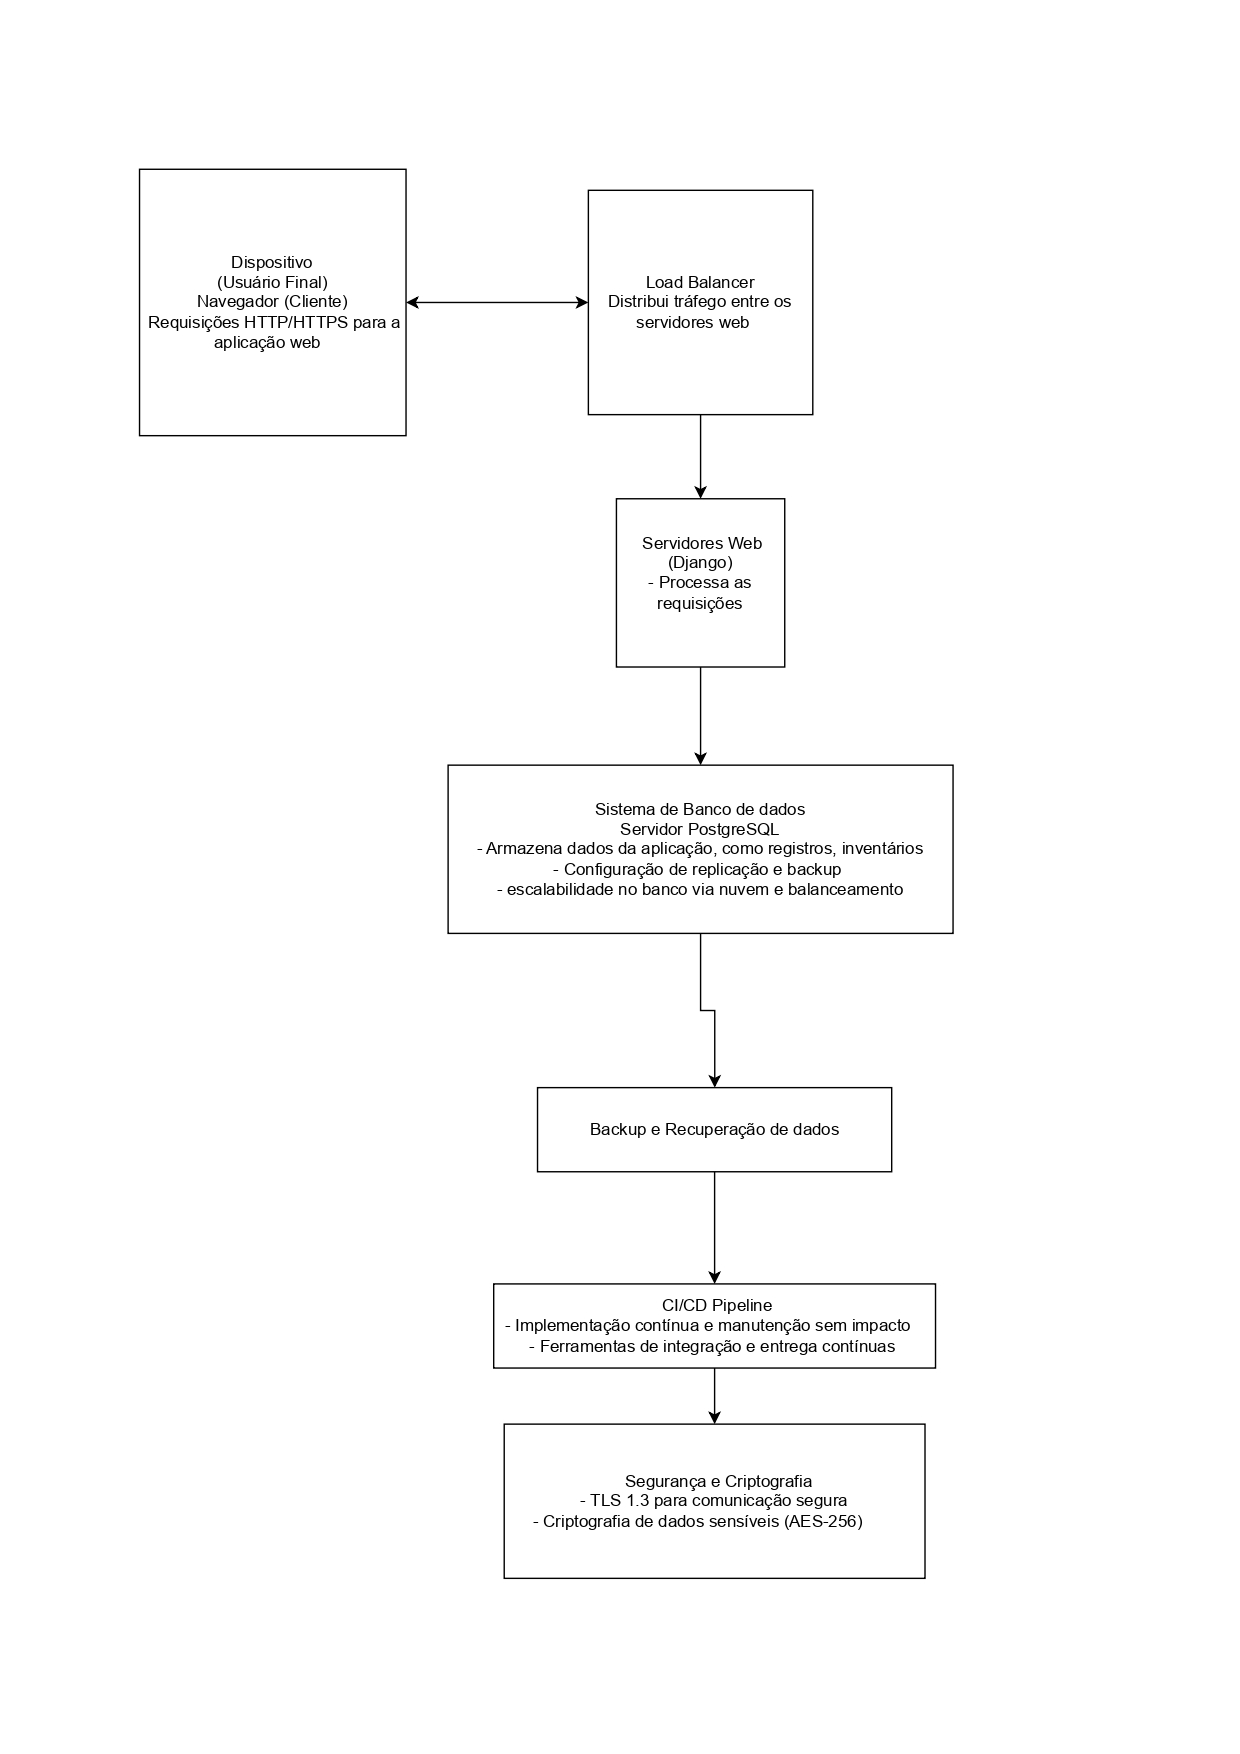 Dispositivo
(Usuário Final)
Navegador (Cliente)
Requisições HTTP/HTTPS para a
aplicação web
Load Balancer
Distribui tráfego entre os
servidores web
Servidores Web
(Django)
- Processa as
requisições
Sistema de Banco de dados
Servidor PostgreSQL
- Armazena dados da aplicação, como registros, inventários
- Configuração de replicação e backup
- escalabilidade no banco via nuvem e balanceamento
Backup e Recuperação de dados
CI/CD Pipeline
- Implementação contínua e manutenção sem impacto
- Ferramentas de integração e entrega contínuas
Segurança e Criptografia
- TLS 1.3 para comunicação segura
- Criptografia de dados sensíveis (AES-256)